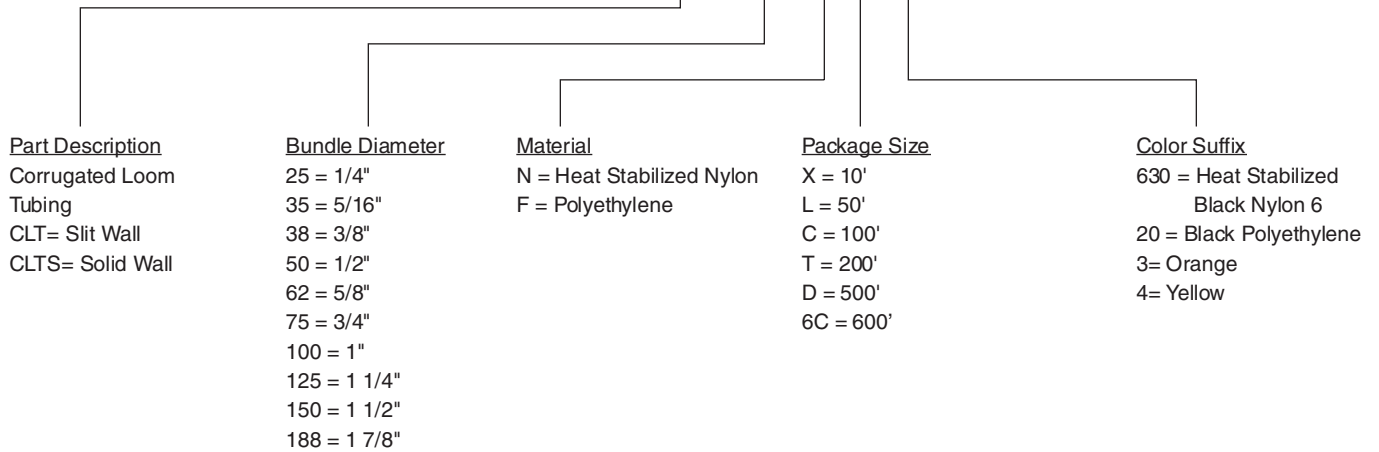 Part Description
Corrugated Loom
Tubing
CLT= Slit Wall
CLTS= Solid Wall
Bundle Diameter
25 = 1/4"
35 = 5/16"
38 = 3/8"
50 = 1/2"
62 = 5/8"
75 = 3/4"
100 = 1"
125 = 1 1/4"
150 = 1 1/2"
188 = 1 7/8"
Material
N = Heat Stabilized Nylon
F = Polyethylene
Package Size
X = 10'
L = 50'
C = 100'
T = 200'
D = 500'
6C = 600’
Color Suffix
630 = Heat Stabilized
Black Nylon 6
20 = Black Polyethylene
3= Orange
4= Yellow